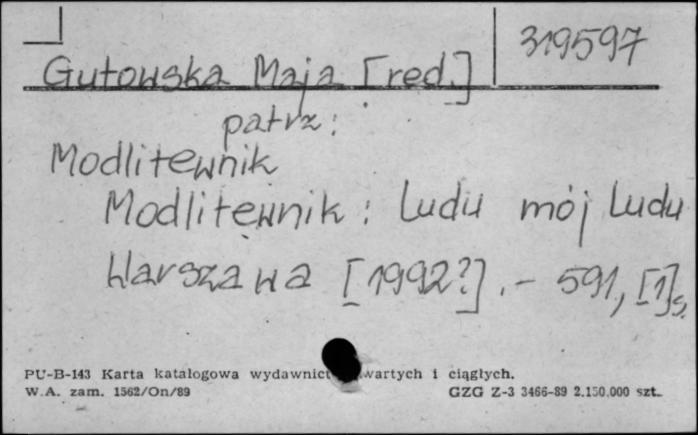 319597
Gutowska Maja [red.]
patrz:
Modlitewnik
Modlitewnik: Ludu mój Ludu
Warszawa [1992?]. – 591, [1]s.
PU-B-143 Karta katalogowa wydawnict wartych i ciągłych.
W.A. zam. 1562/On/89 GZG Z-3 3466-89 2.150.000 szt.